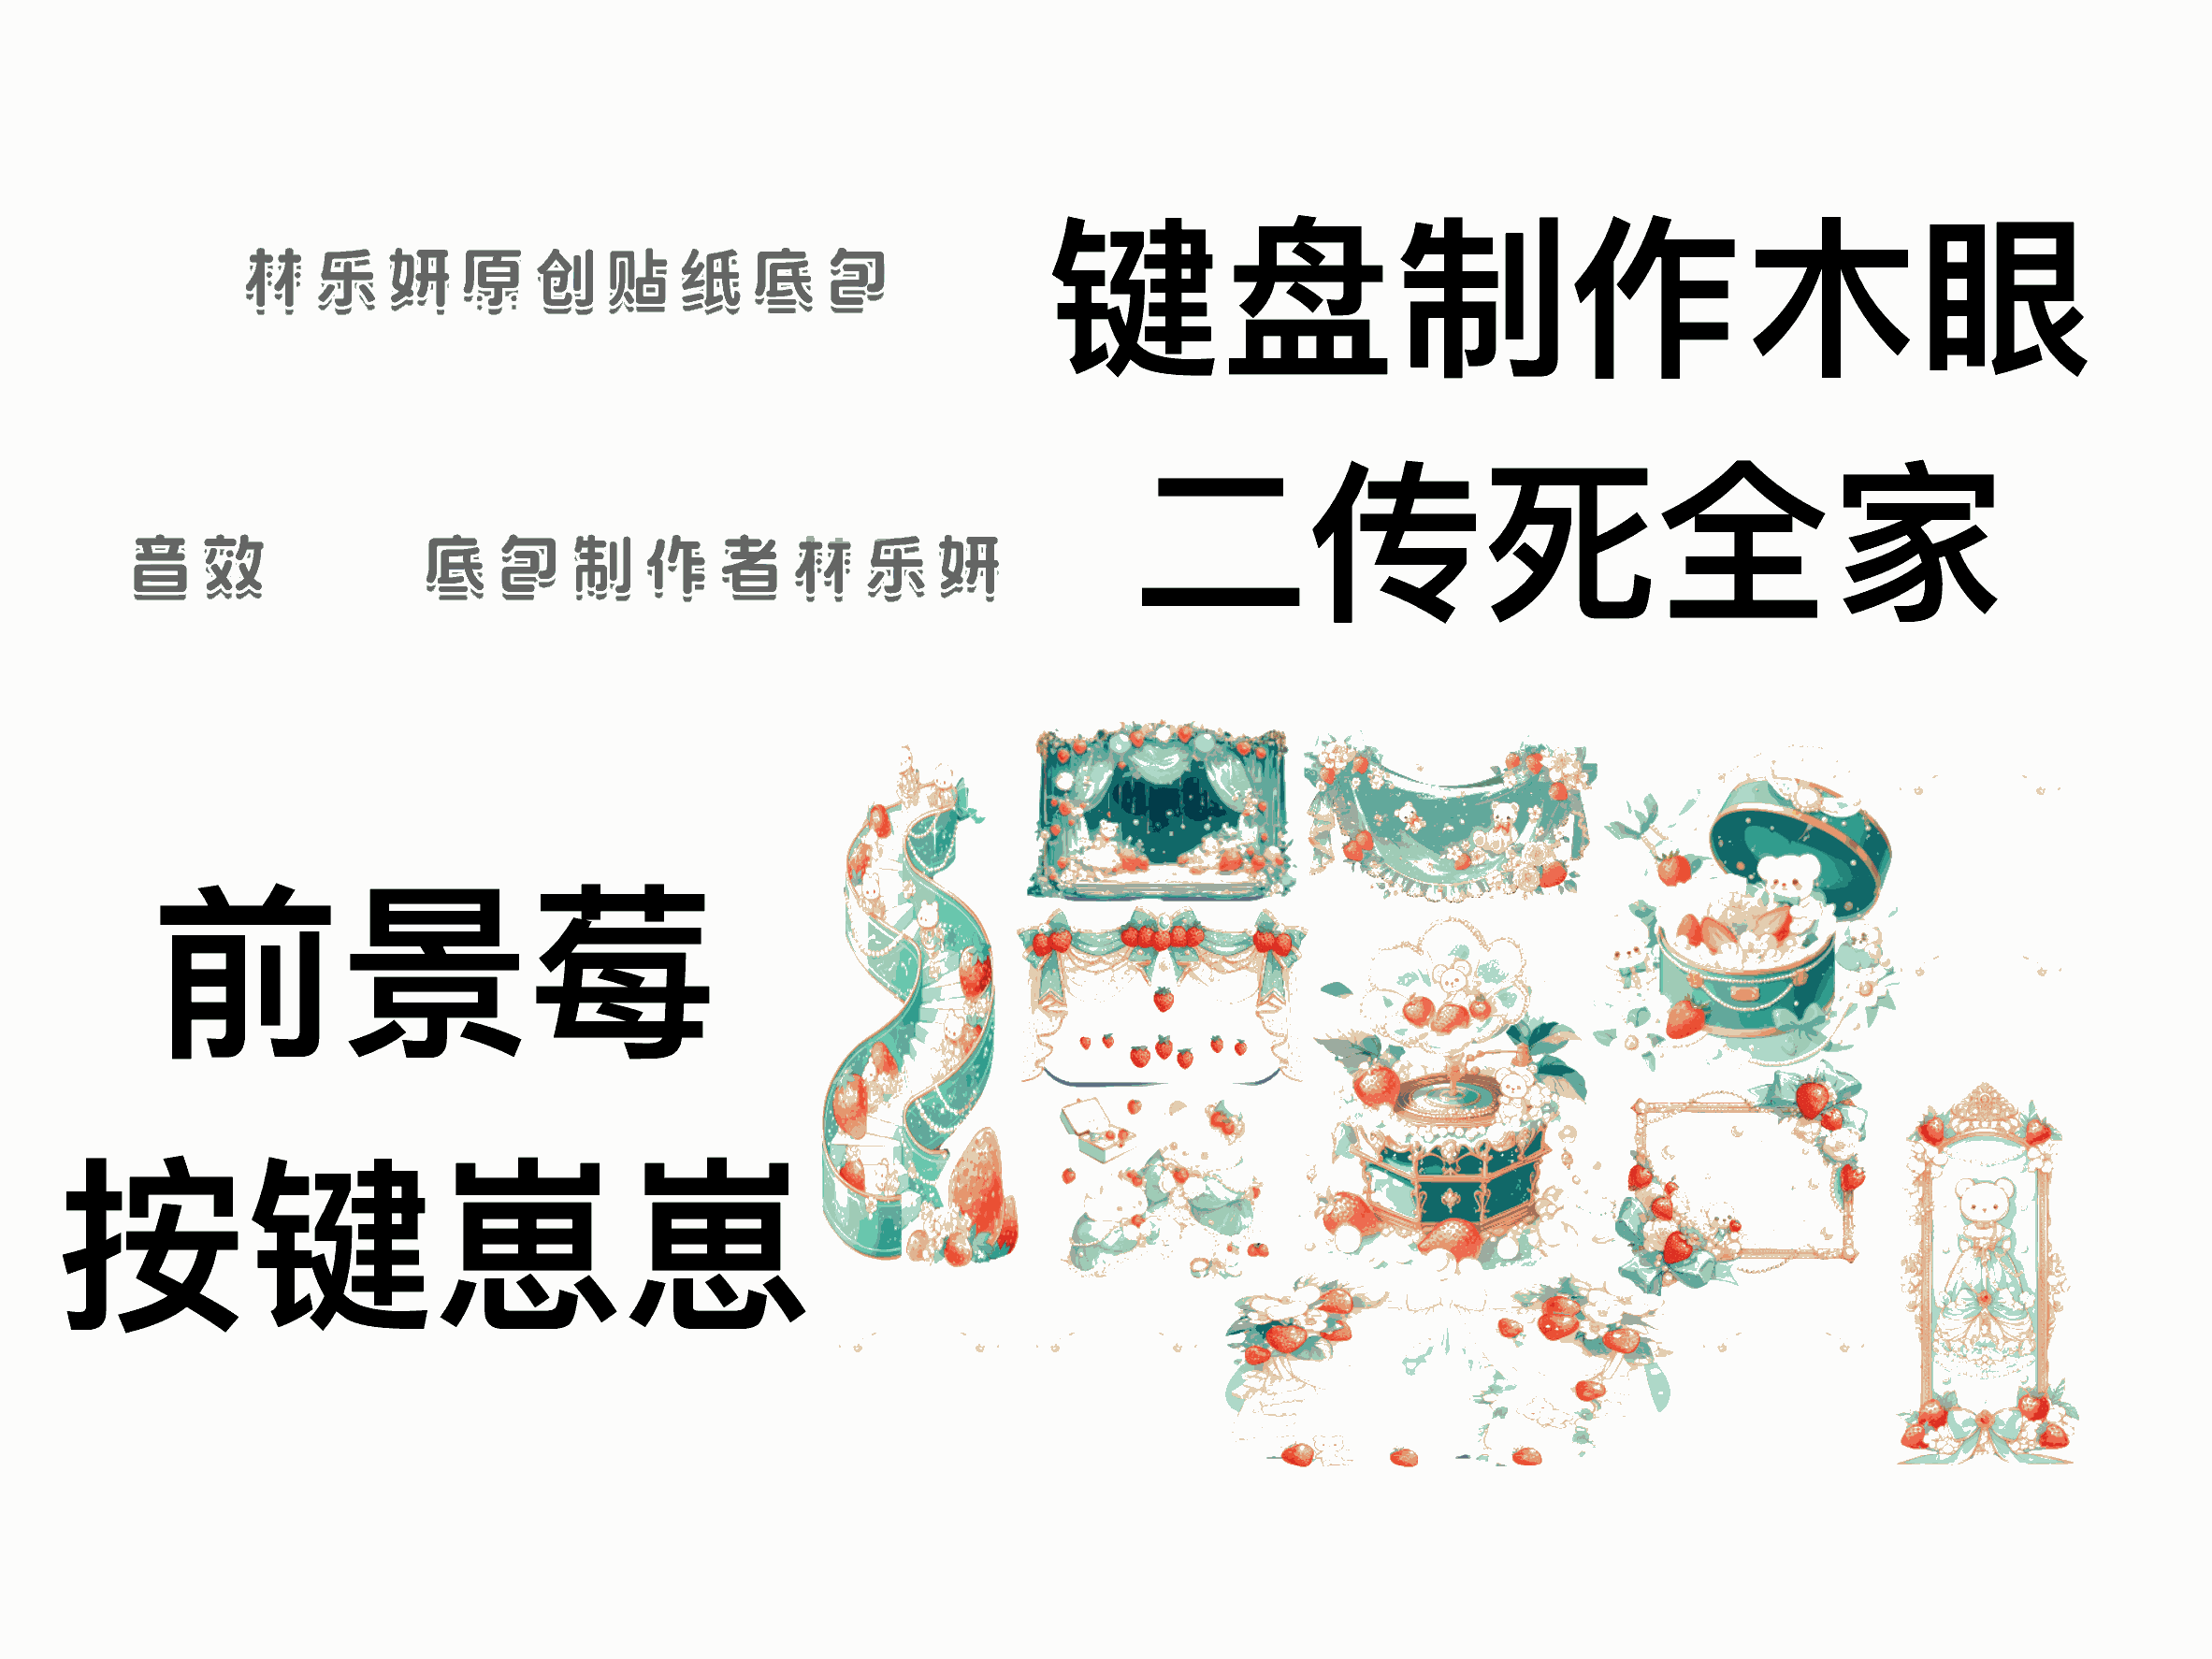 林乐妍原创贴纸底包
键盘制作木眼
二传死全家
音效 底包制作者林乐妍
前景莓
按键崽崽